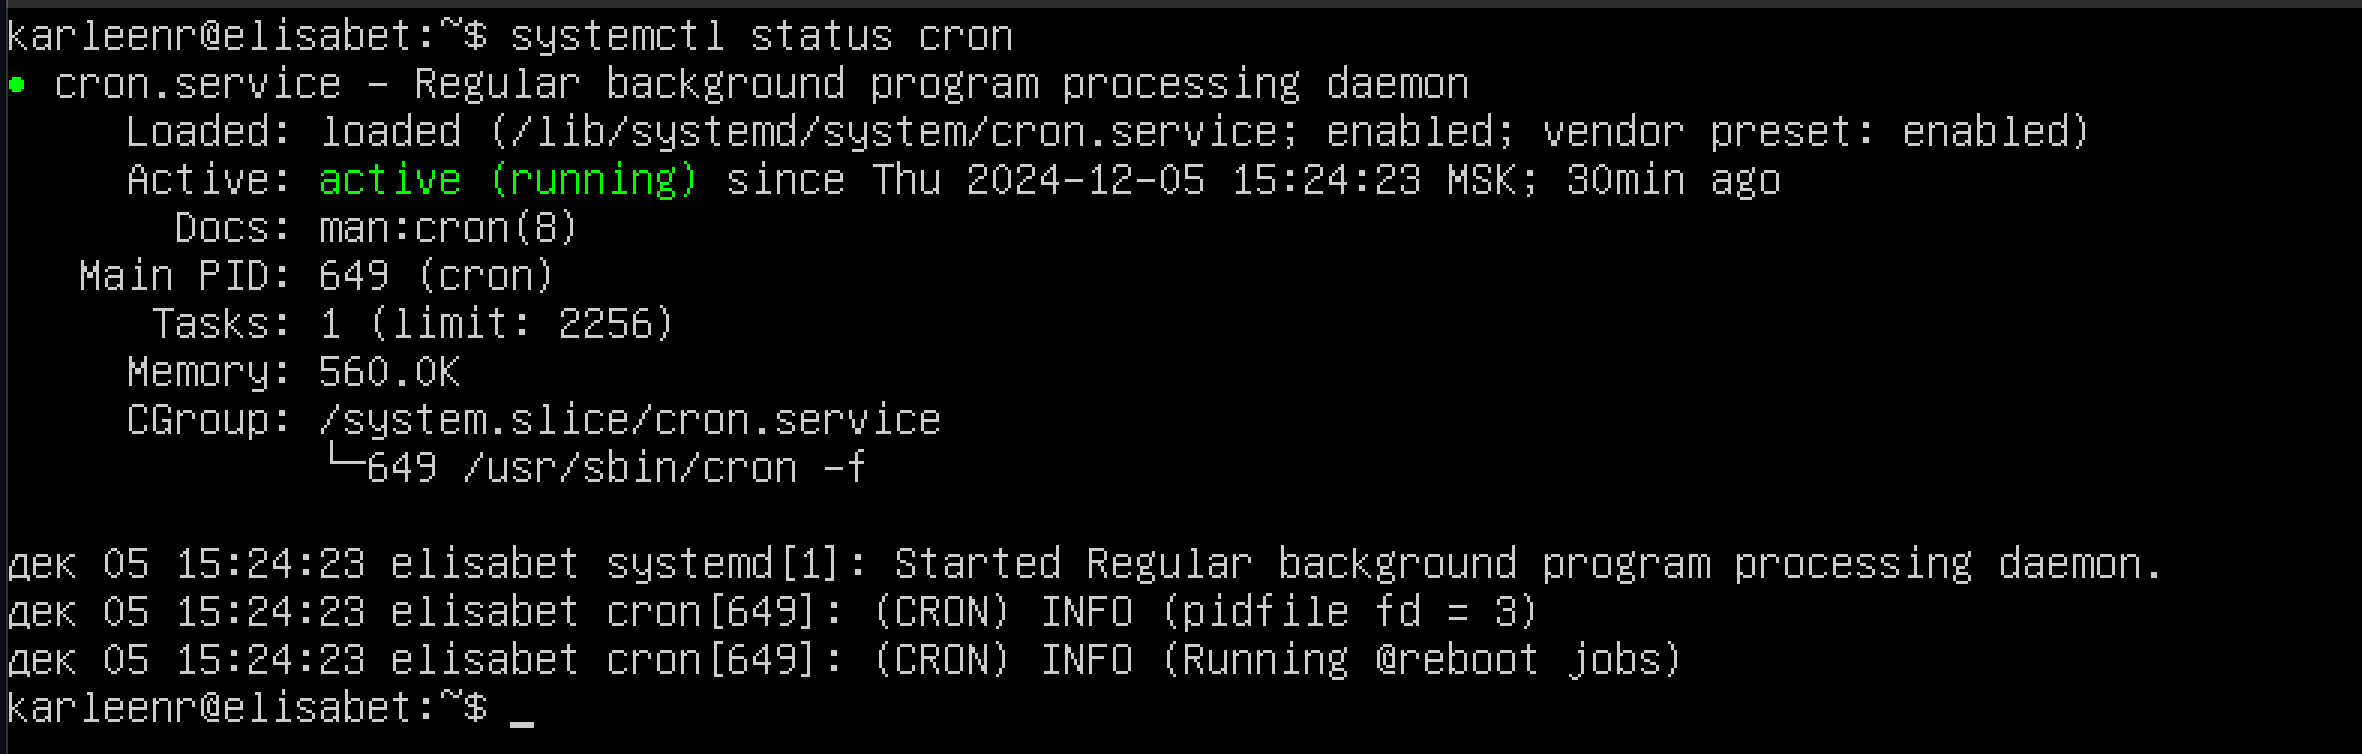 karleenr@elisabet:~$ systemctl status cron
● cron.service – Regular background program processing daemon
Loaded: loaded (/lib/systemd/system/cron.service; enabled; vendor preset: enabled)
Active: active (running) since Thu 2024-12-05 15:24:23 MSK; 30min ago
Docs: man:cron(8)
Main PID: 649 (cron)
Tasks: 1 (limit: 2256)
Memory: 560.0K
CGroup: /system.slice/cron.service
└─649 /usr/sbin/cron -f
дек 05 15:24:23 elisabet systemd[1]: Started Regular background program processing daemon.
дек 05 15:24:23 elisabet cron[649]: (CRON) INFO (pidfile fd = 3)
дек 05 15:24:23 elisabet cron[649]: (CRON) INFO (Running @reboot jobs)
karleenr@elisabet:~$ _